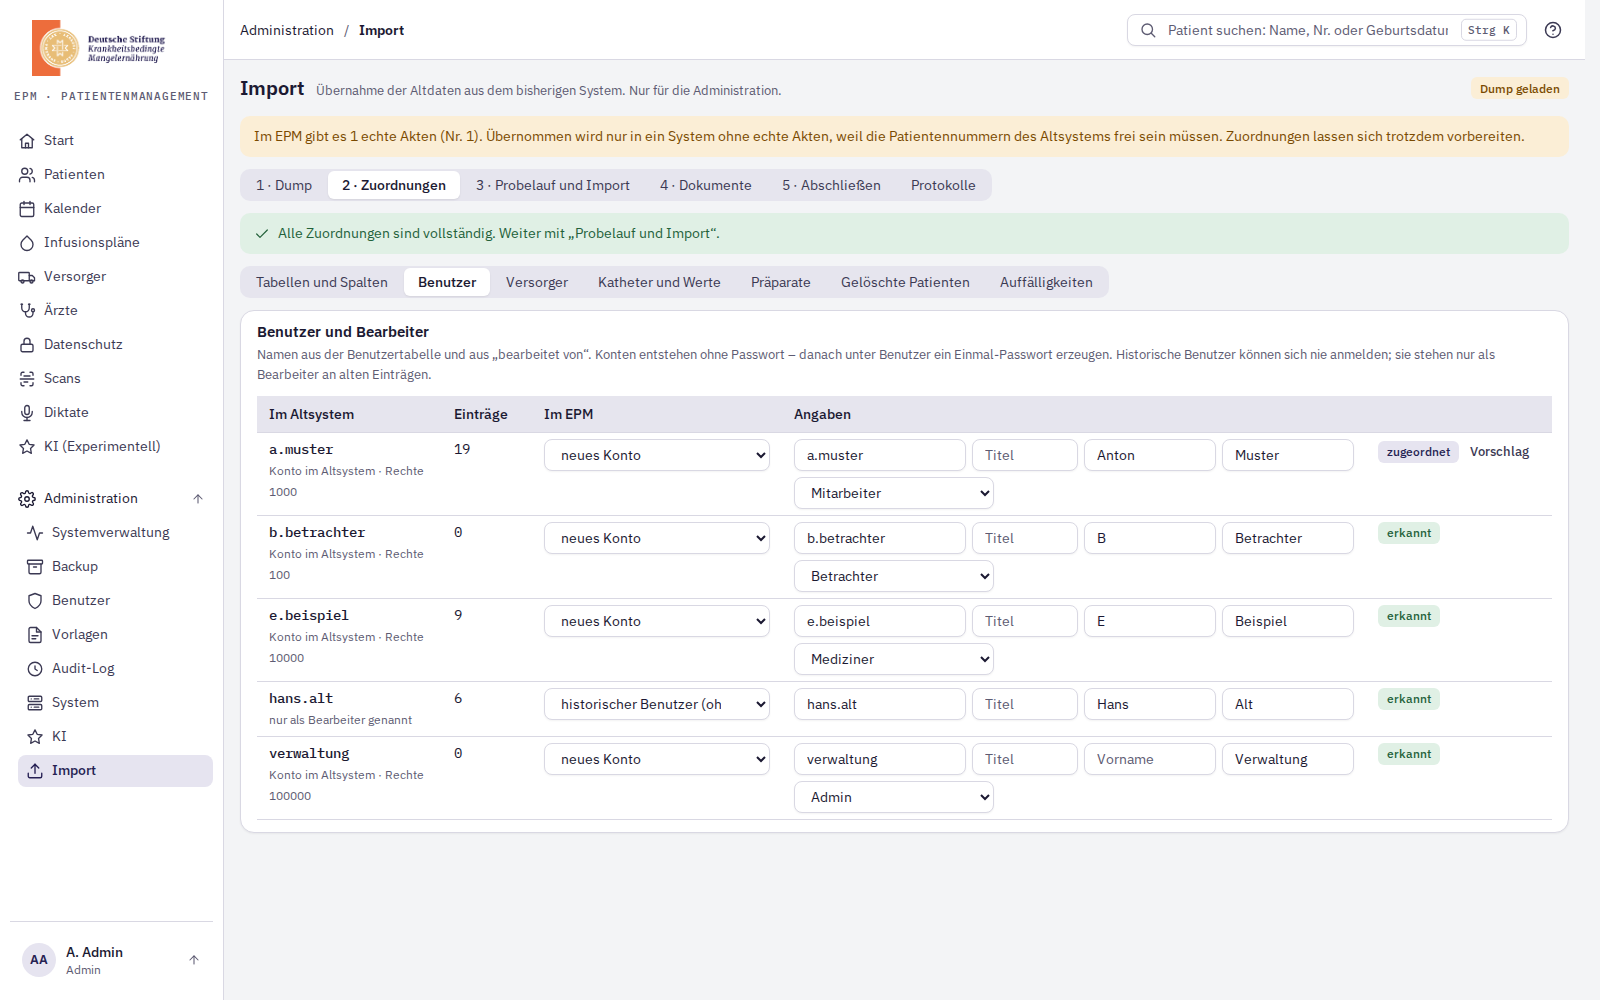 Deutsche Stiftung
Krankheitsbedingte
Mangelernährung
EPM · PATIENTENMANAGEMENT
Start
Patienten
Kalender
Infusionspläne
Versorger
Ärzte
Datenschutz
Scans
Diktate
KI (Experimentell)
Administration
Systemverwaltung
Backup
Benutzer
Vorlagen
Audit-Log
System
KI
Import
AA
A. Admin
Admin
Administration / Import
Patient suchen: Name, Nr. oder Geburtsdatur
Strg K
Import Übernahme der Altdaten aus dem bisherigen System. Nur für die Administration.
Dump geladen
Im EPM gibt es 1 echte Akten (Nr. 1). Übernommen wird nur in ein System ohne echte Akten, weil die Patientennummern des Altsystems frei sein müssen. Zuordnungen lassen sich trotzdem vorbereiten.
1 · Dump 2 · Zuordnungen 3 · Probelauf und Import 4 · Dokumente 5 · Abschließen Protokolle
Alle Zuordnungen sind vollständig. Weiter mit „Probelauf und Import“.
Tabellen und Spalten Benutzer Versorger Katheter und Werte Präparate Gelöschte Patienten Auffälligkeiten
Benutzer und Bearbeiter
Namen aus der Benutzertabelle und aus „bearbeitet von“. Konten entstehen ohne Passwort – danach unter Benutzer ein Einmal-Passwort erzeugen. Historische Benutzer können sich nie anmelden; sie stehen nur als
Bearbeiter an alten Einträgen.
Im Altsystem Einträge Im EPM Angaben
a.muster 19 neues Konto a.muster Titel Anton Muster zugeordnet Vorschlag
Konto im Altsystem · Rechte
1000 Mitarbeiter
b.betrachter 0 neues Konto b.betrachter Titel B Betrachter erkannt
Konto im Altsystem · Rechte
100 Betrachter
e.beispiel 9 neues Konto e.beispiel Titel E Beispiel erkannt
Konto im Altsystem · Rechte
10000 Mediziner
hans.alt 6 historischer Benutzer (oh hans.alt Titel Hans Alt erkannt
nur als Bearbeiter genannt
verwaltung 0 neues Konto verwaltung Titel Vorname Verwaltung erkannt
Konto im Altsystem · Rechte
100000 Admin